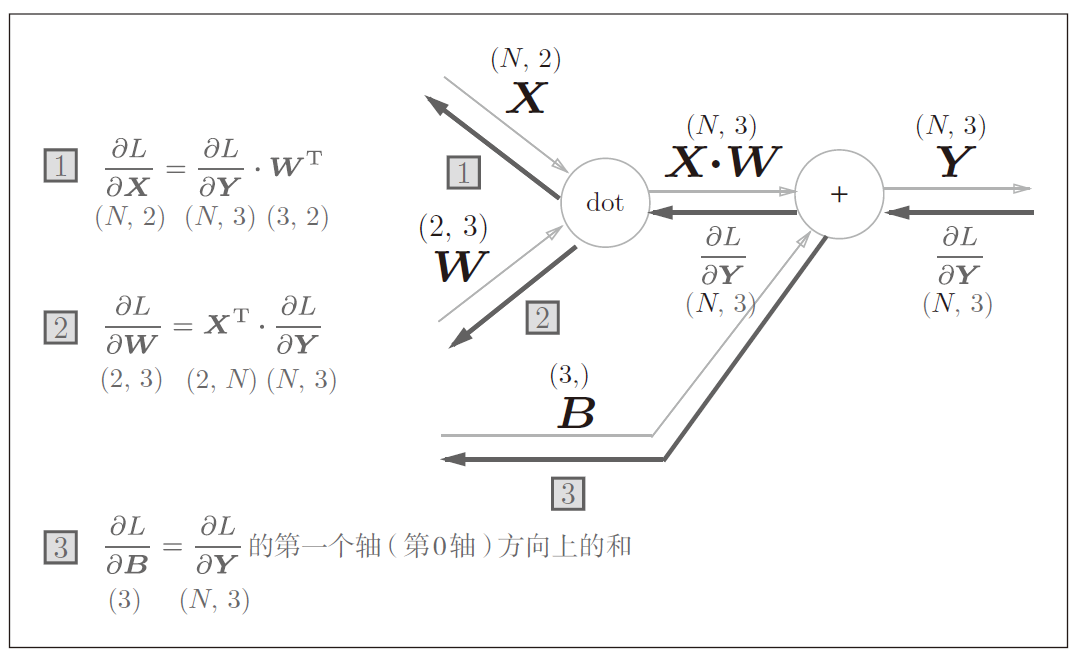 1 ∂L/∂X = ∂L/∂Y · W^T
(N, 2) (N, 3) (3, 2)
2 ∂L/∂W = X^T · ∂L/∂Y
(2, 3) (2, N) (N, 3)
3 ∂L/∂B = ∂L/∂Y 的第一个轴(第0轴)方向上的和
(3) (N, 3)
(N, 2)
X
1
(2, 3)
W
2
dot
(N, 3)
X·W
∂L/∂Y
(N, 3)
+
(N, 3)
Y
∂L/∂Y
(N, 3)
(3,)
B
3